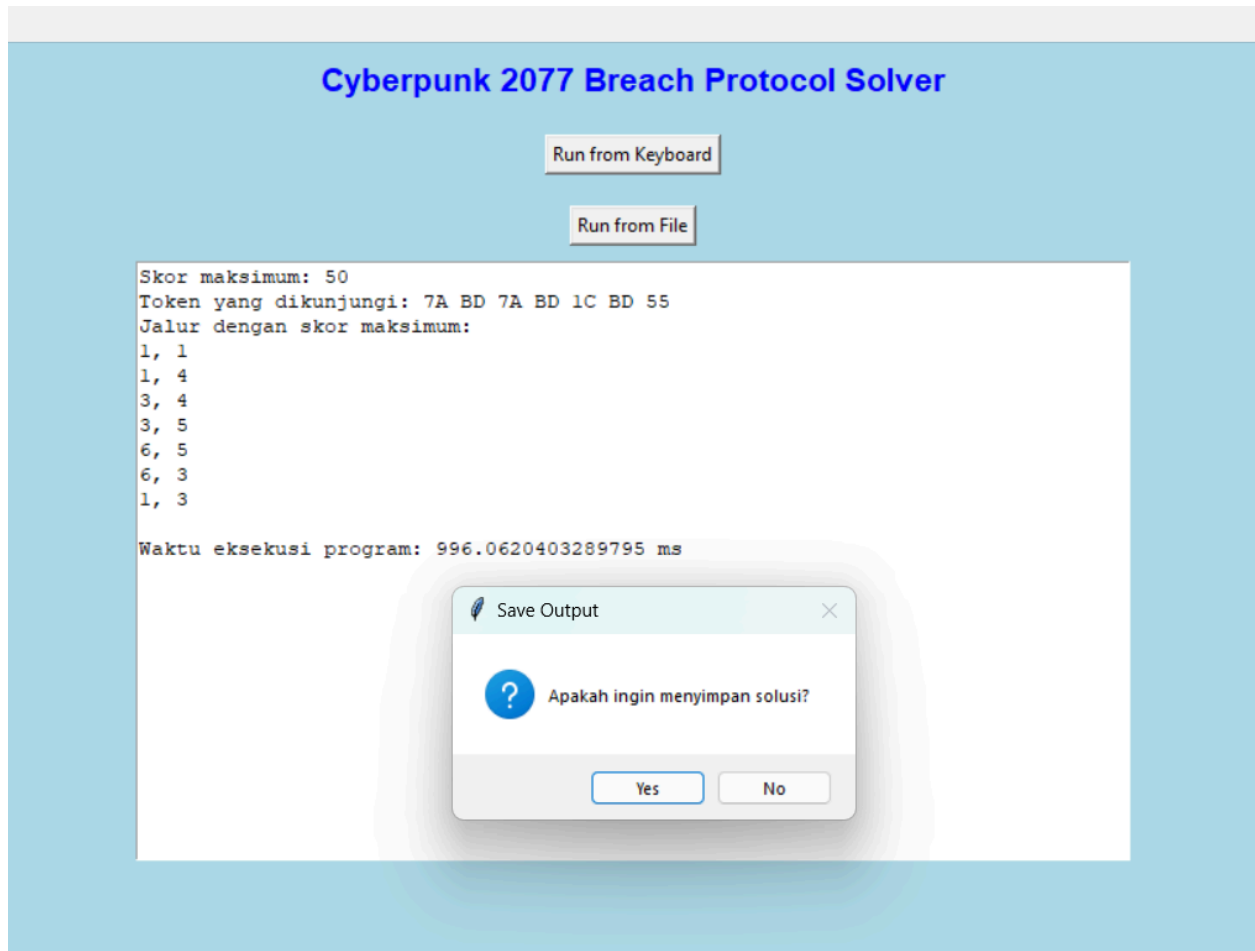 Cyberpunk 2077 Breach Protocol Solver
Run from Keyboard
Run from File
Skor maksimum: 50
Token yang dikunjungi: 7A BD 7A BD 1C BD 55
Jalur dengan skor maksimum:
1, 1
1, 4
3, 4
3, 5
6, 5
6, 3
1, 3
Waktu eksekusi program: 996.0620403289795 ms
Save Output
Apakah ingin menyimpan solusi?
Yes No